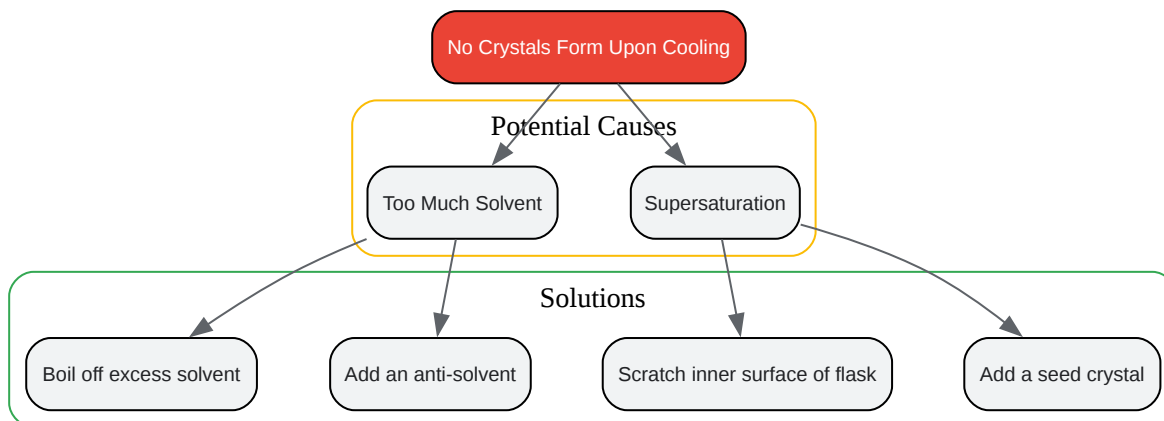 No Crystals Form Upon Cooling
Potential Causes
Too Much Solvent
Supersaturation
Solutions
Boil off excess solvent
Add an anti-solvent
Scratch inner surface of flask
Add a seed crystal